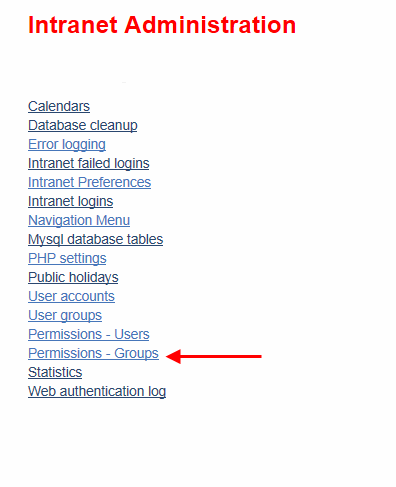 Intranet Administration
Calendars
Database cleanup
Error logging
Intranet failed logins
Intranet Preferences
Intranet logins
Navigation Menu
Mysql database tables
PHP settings
Public holidays
User accounts
User groups
Permissions - Users
Permissions - Groups
Statistics
Web authentication log